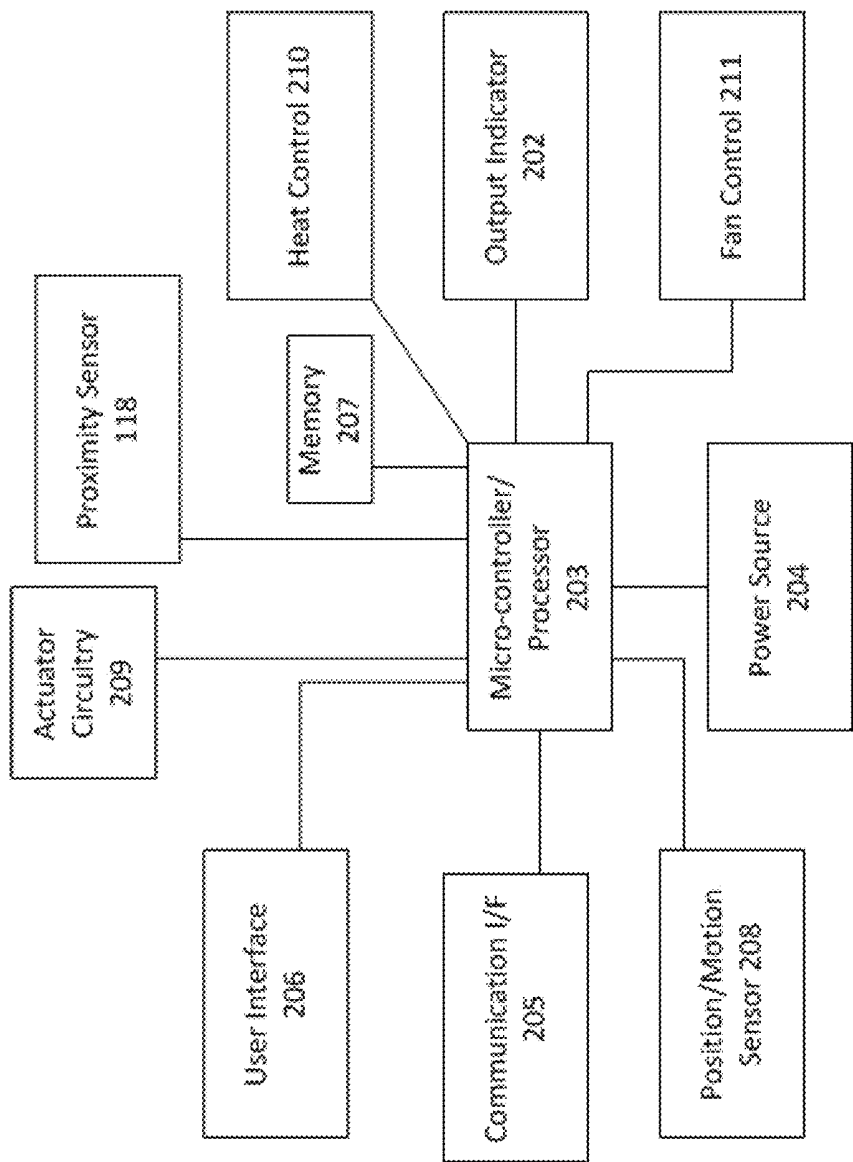 Actuator
Circuitry
209
Proximity Sensor
118
User Interface
206
Memory
207
Heat Control 210
Communication I/F
205
Micro-controller/
Processor
203
Output Indicator
202
Position/Motion
Sensor 208
Power Source
204
Fan Control 211